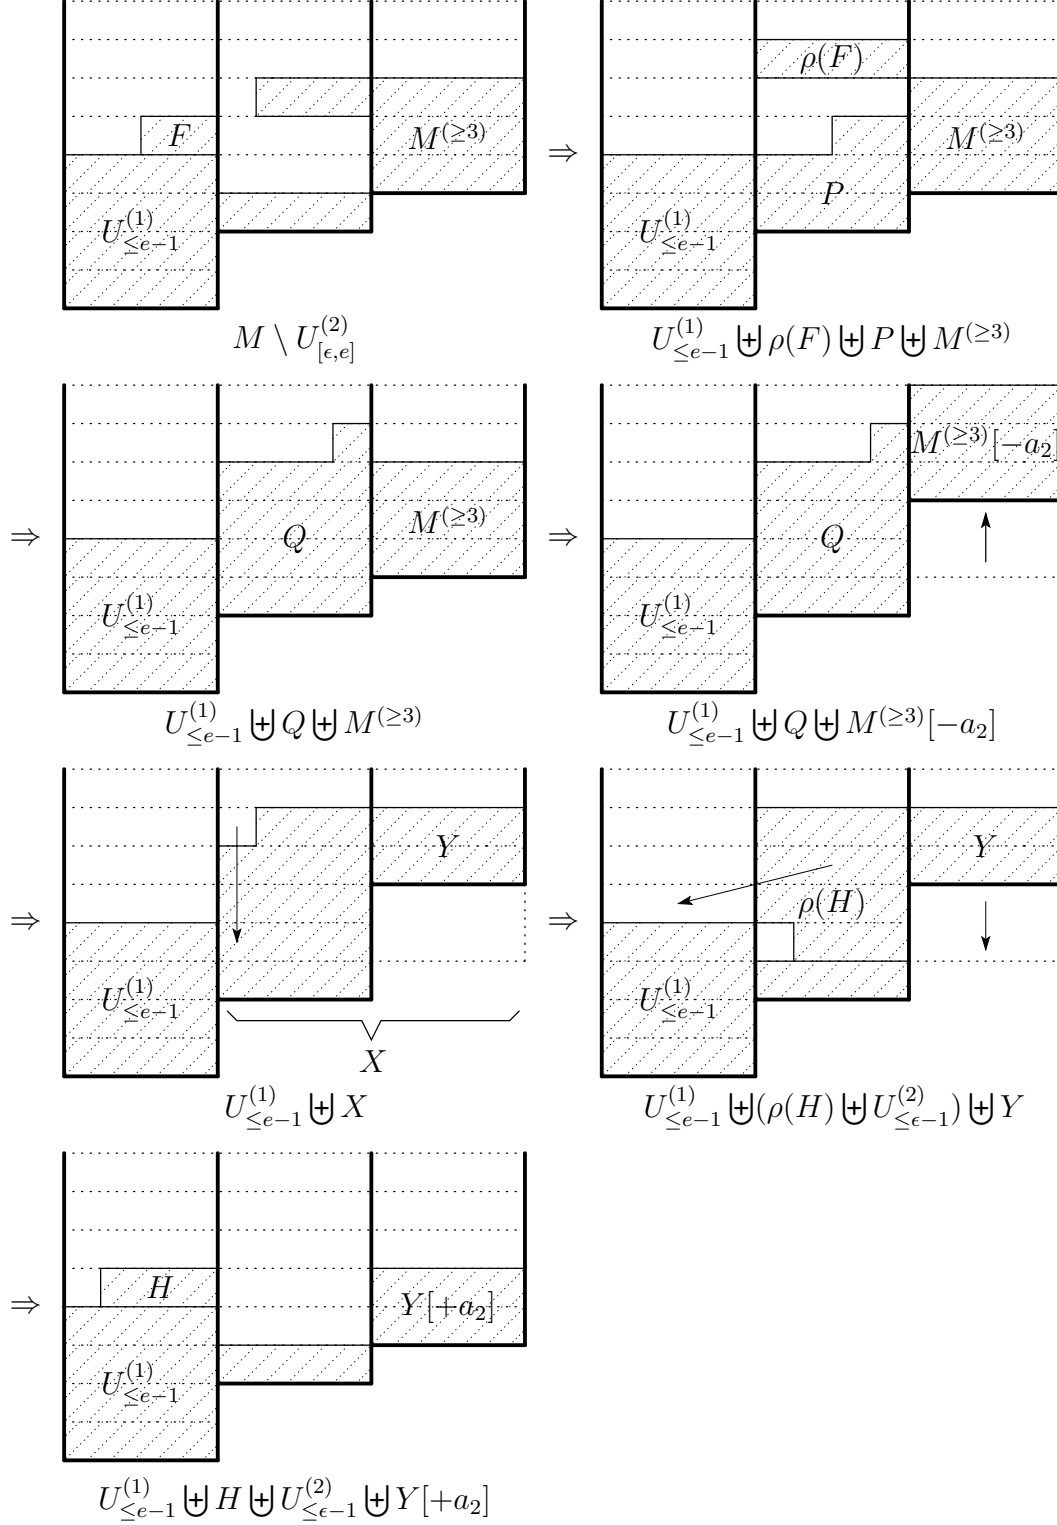 F M^{(≥3)} ρ(F) M^{(≥3)}
⇒
U^{(1)}_{≤e−1} P U^{(1)}_{≤e−1}
M \ U^{(2)}_{[ϵ,e]} U^{(1)}_{≤e−1} ⨄ ρ(F) ⨄ P ⨄ M^{(≥3)}
M^{(≥3)}[−a_2]
⇒ Q M^{(≥3)} ⇒ Q
U^{(1)}_{≤e−1} U^{(1)}_{≤e−1}
U^{(1)}_{≤e−1} ⨄ Q ⨄ M^{(≥3)} U^{(1)}_{≤e−1} ⨄ Q ⨄ M^{(≥3)}[−a_2]
Y Y
⇒ ⇒ ρ(H)
U^{(1)}_{≤e−1} U^{(1)}_{≤e−1}
X
U^{(1)}_{≤e−1} ⨄ X U^{(1)}_{≤e−1} ⨄(ρ(H) ⨄ U^{(2)}_{≤ϵ−1}) ⨄ Y
H
⇒ Y[+a_2]
U^{(1)}_{≤e−1}
U^{(1)}_{≤e−1} ⨄ H ⨄ U^{(2)}_{≤ϵ−1} ⨄ Y[+a_2]